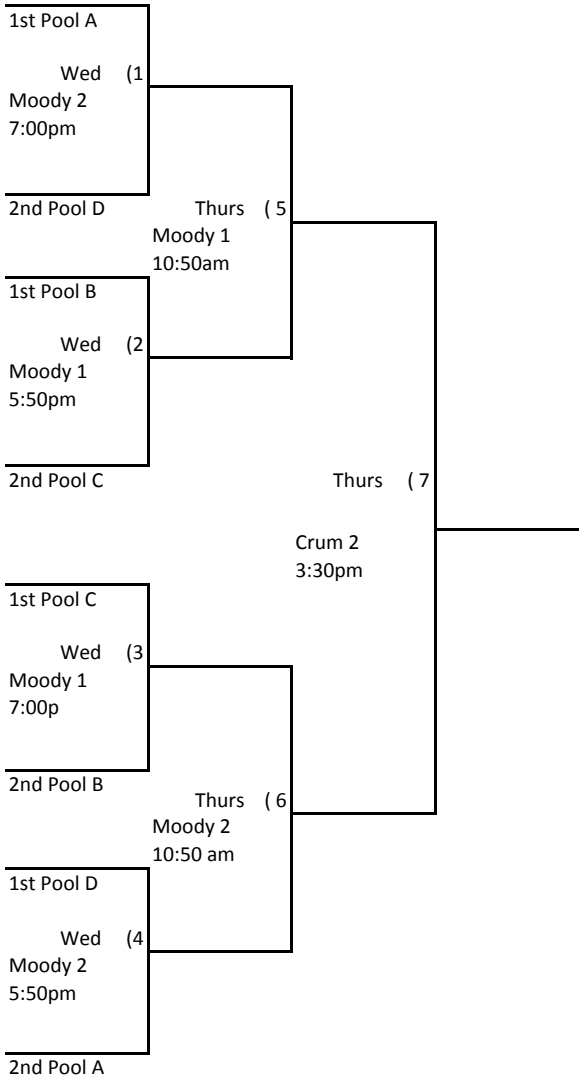 1st Pool A
Wed (1
Moody 2
7:00pm
2nd Pool D
Thurs ( 5
Moody 1
10:50am
1st Pool B
Wed (2
Moody 1
5:50pm
2nd Pool C
Thurs ( 7
Crum 2
3:30pm
1st Pool C
Wed (3
Moody 1
7:00p
2nd Pool B
Thurs ( 6
Moody 2
10:50 am
1st Pool D
Wed (4
Moody 2
5:50pm
2nd Pool A